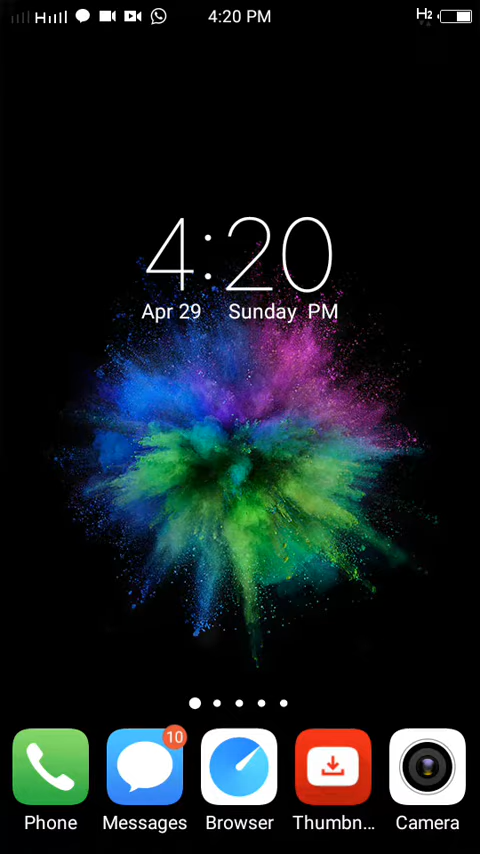 H 4:20 PM H2
4:20
Apr 29 Sunday PM
10
Phone Messages Browser Thumbn... Camera